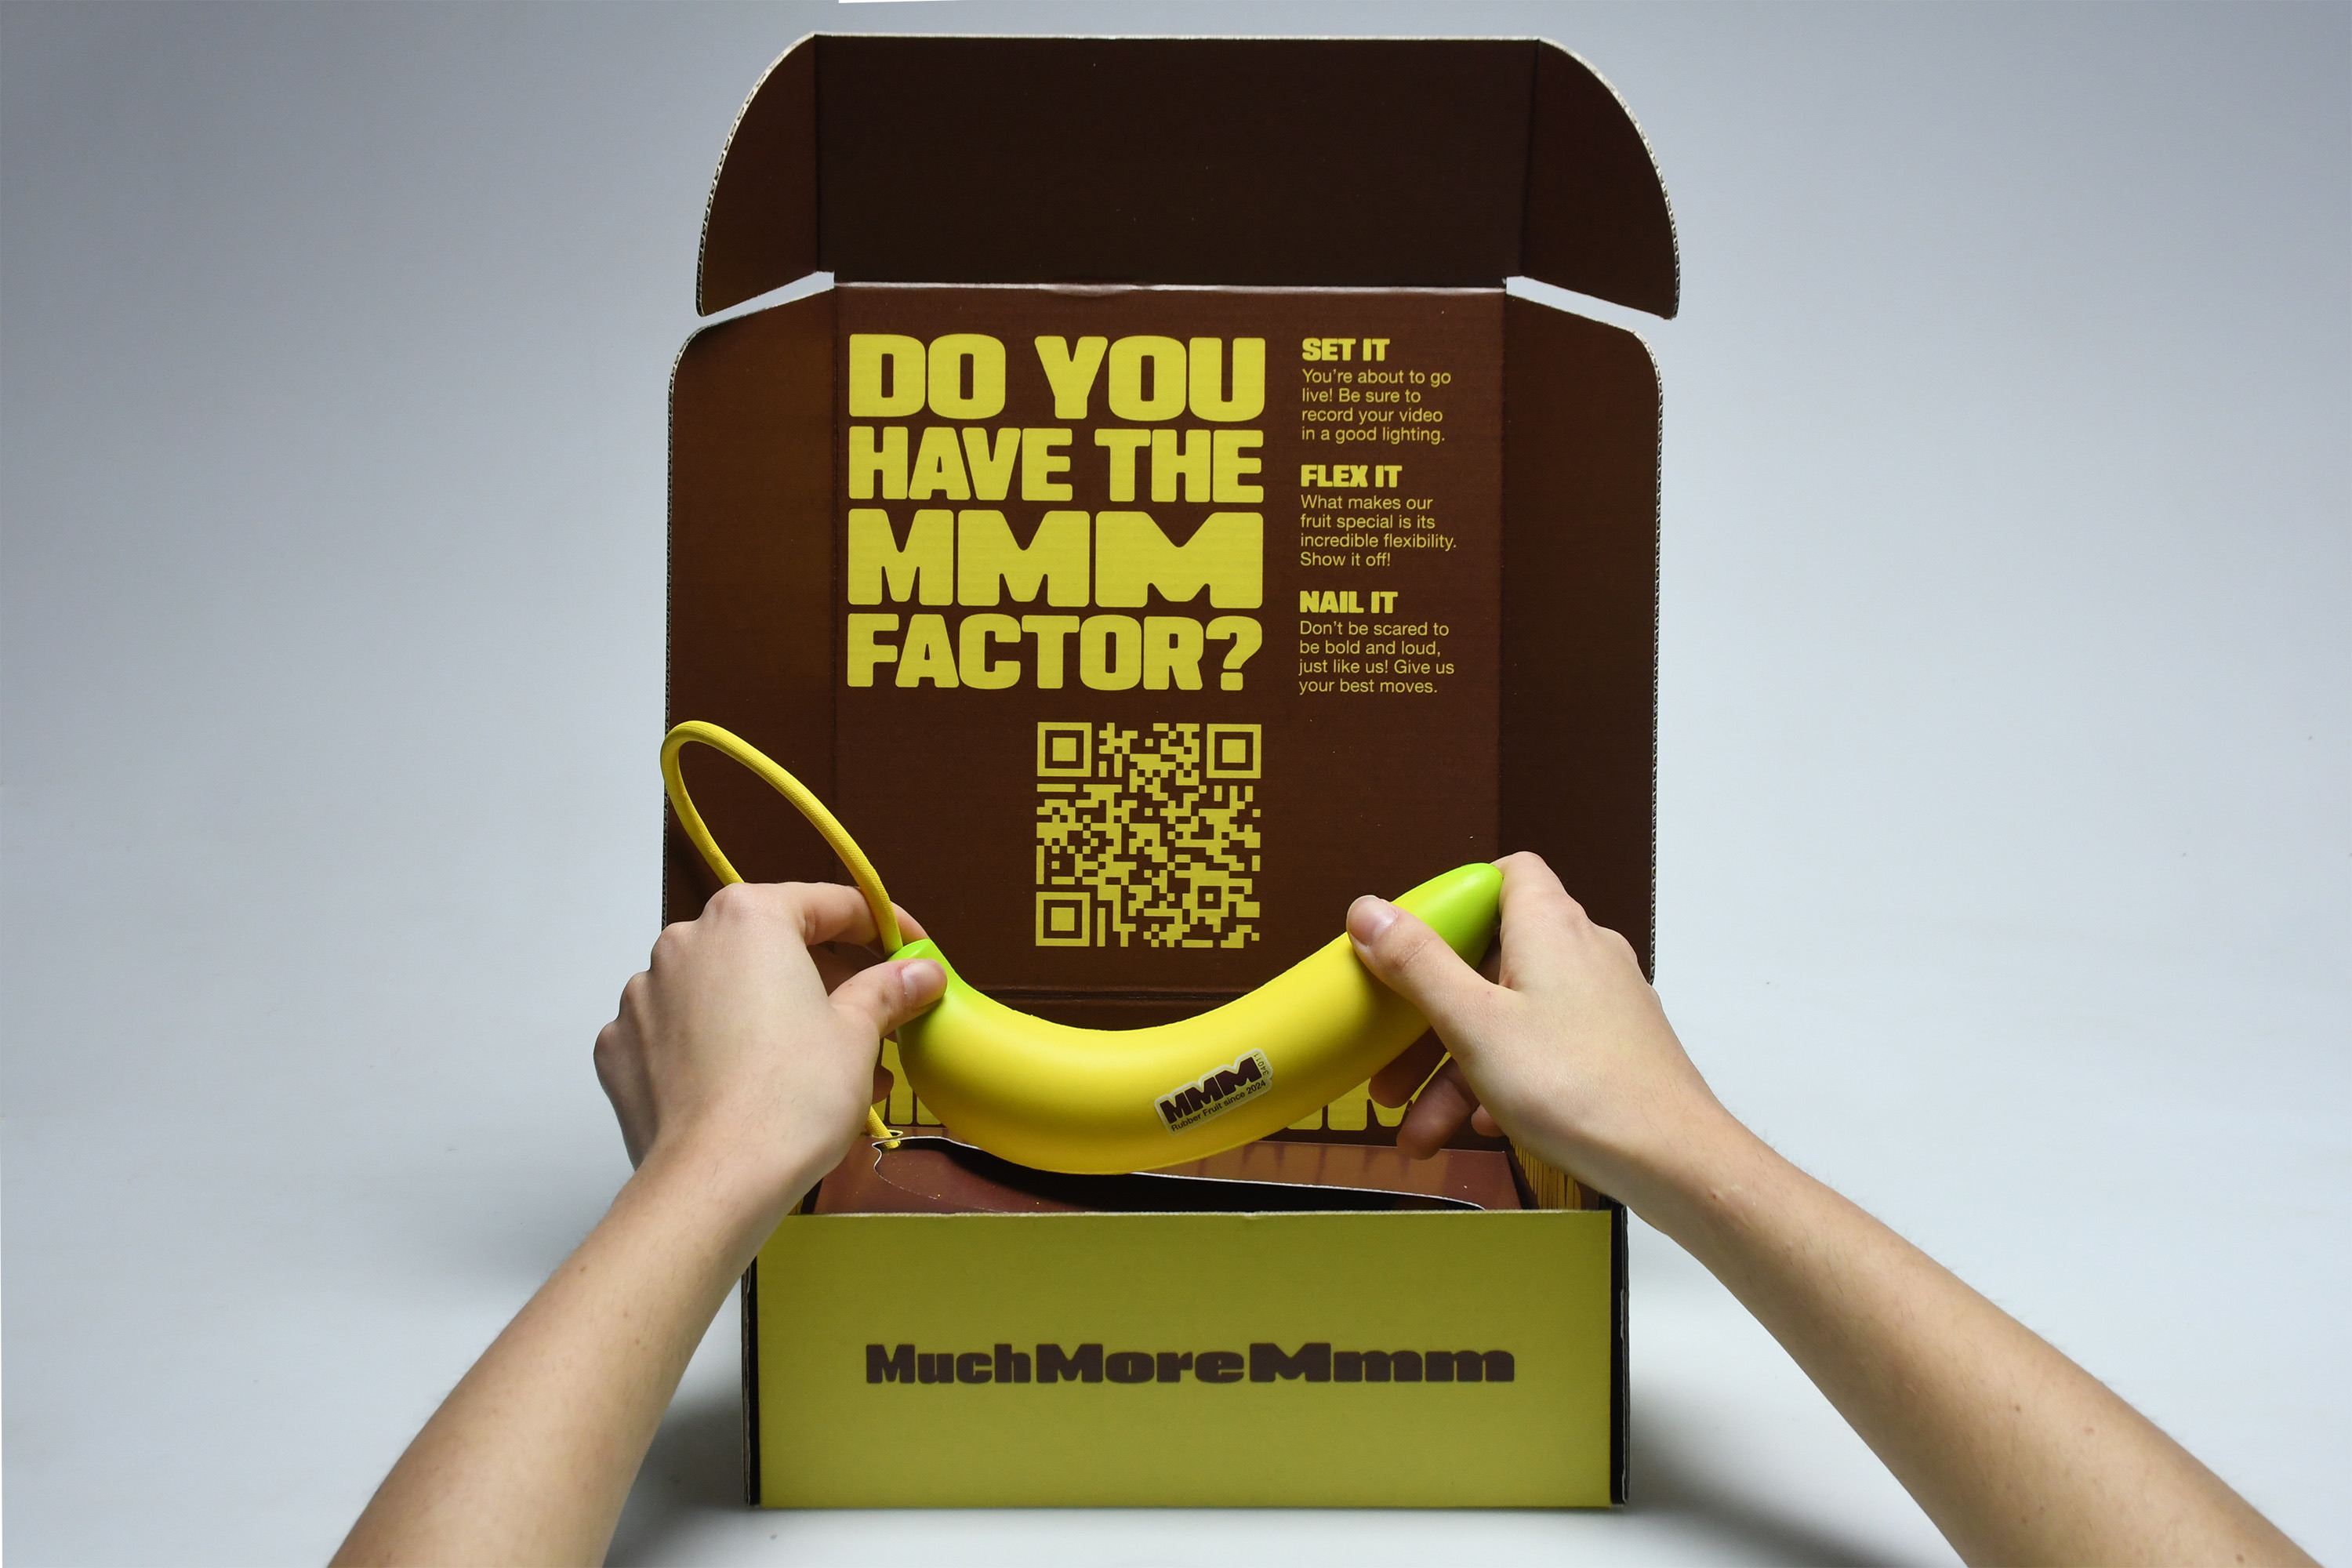 DO YOU
HAVE THE
MMM
FACTOR?
SET IT
You're about to go
live! Be sure to
record your video
in a good lighting.
FLEX IT
What makes our
fruit special is its
incredible flexibility.
Show it off!
NAIL IT
Don't be scared to
be bold and loud,
just like us! Give us
your best moves.
MMM
Rubber Fruit since 2024
MuchMoreMmm